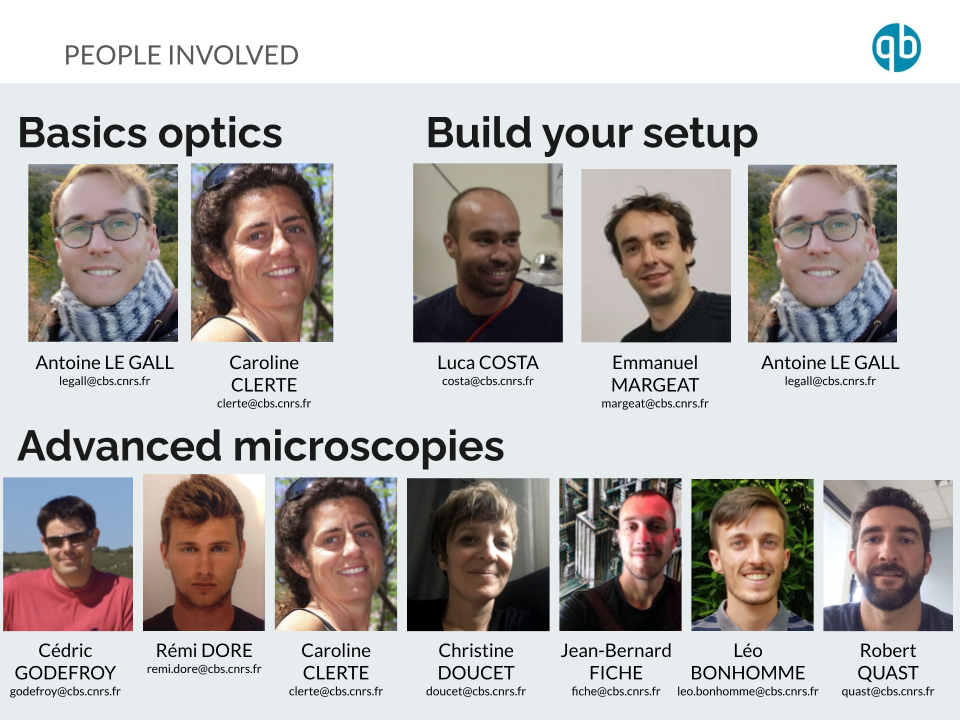 PEOPLE INVOLVED
qb
Basics optics
Antoine LE GALL
legall@cbs.cnrs.fr
Caroline
CLERTE
clerte@cbs.cnrs.fr
Build your setup
Luca COSTA
costa@cbs.cnrs.fr
Emmanuel
MARGEAT
margeat@cbs.cnrs.fr
Antoine LE GALL
legall@cbs.cnrs.fr
Advanced microscopies
Cédric
GODEFROY
godefroy@cbs.cnrs.fr
Rémi DORE
remi.dore@cbs.cnrs.fr
Caroline
CLERTE
clerte@cbs.cnrs.fr
Christine
DOUCET
doucet@cbs.cnrs.fr
Jean-Bernard
FICHE
fiche@cbs.cnrs.fr
Léo
BONHOMME
leo.bonhomme@cbs.cnrs.fr
Robert
QUAST
quast@cbs.cnrs.fr